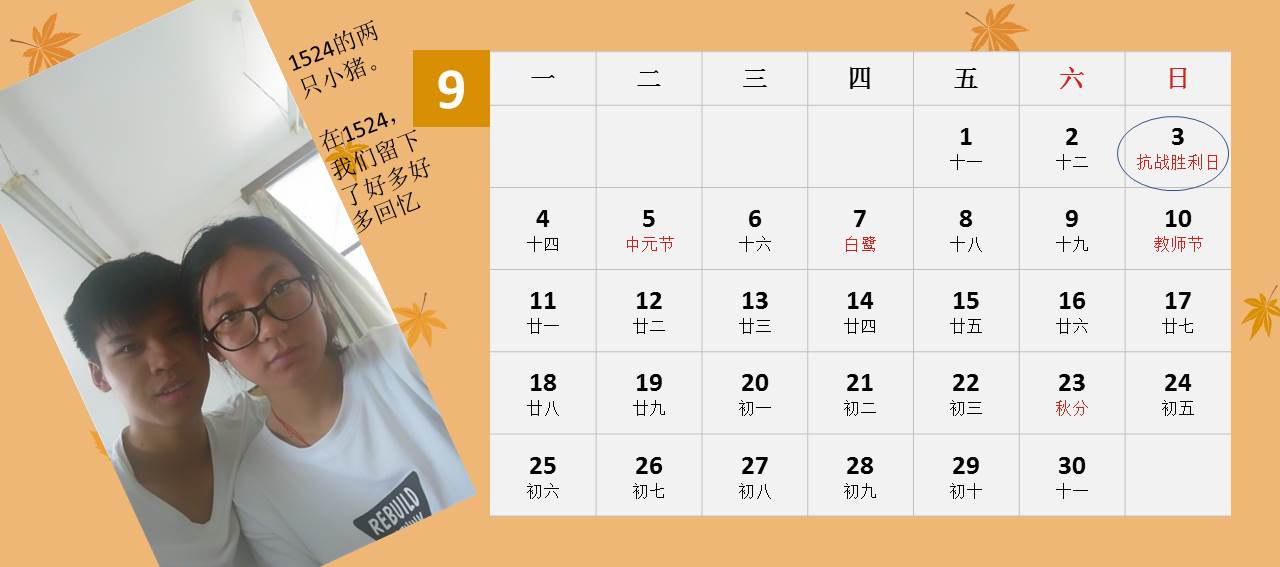 1524的两
只小猪。
在1524，
我们留下
了好多好
多回忆
REBUILD
9
一 二 三 四 五 六 日
1 2 3
十一 十二 抗战胜利日
4 5 6 7 8 9 10
十四 中元节 十六 白鹭 十八 十九 教师节
11 12 13 14 15 16 17
廿一 廿二 廿三 廿四 廿五 廿六 廿七
18 19 20 21 22 23 24
廿八 廿九 初一 初二 初三 秋分 初五
25 26 27 28 29 30
初六 初七 初八 初九 初十 十一